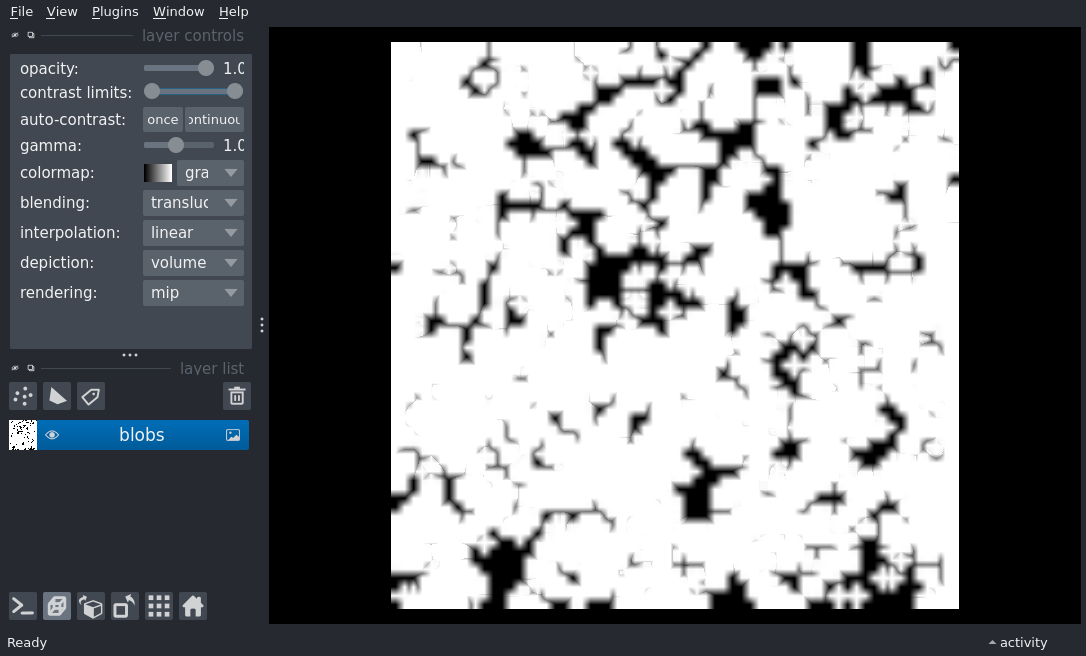 File View Plugins Window Help
layer controls
opacity: 1.0
contrast limits:
auto-contrast: once ontinuou
gamma: 1.0
colormap: gra
blending: transluc
interpolation: linear
depiction: volume
rendering: mip
layer list
blobs
Ready
activity